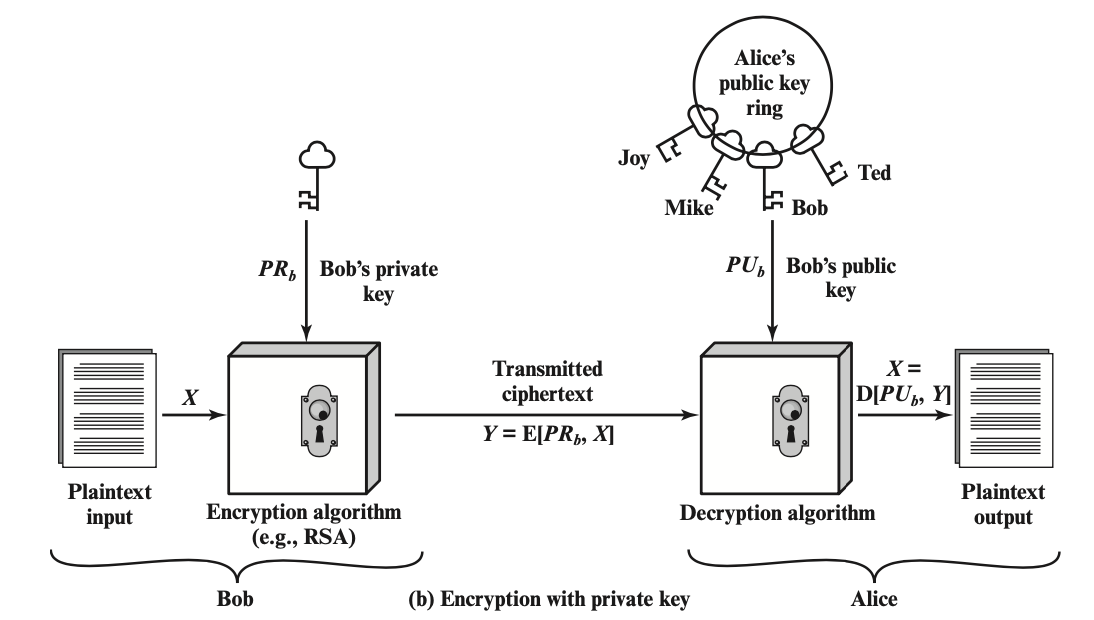 Alice's
public key
ring
Joy
Mike
Bob
Ted
PRb
Bob's private
key
PUb
Bob's public
key
X
Transmitted
ciphertext
Y = E[PRb, X]
X =
D[PUb, Y]
Plaintext
input
Encryption algorithm
(e.g., RSA)
Decryption algorithm
Plaintext
output
Bob
(b) Encryption with private key
Alice